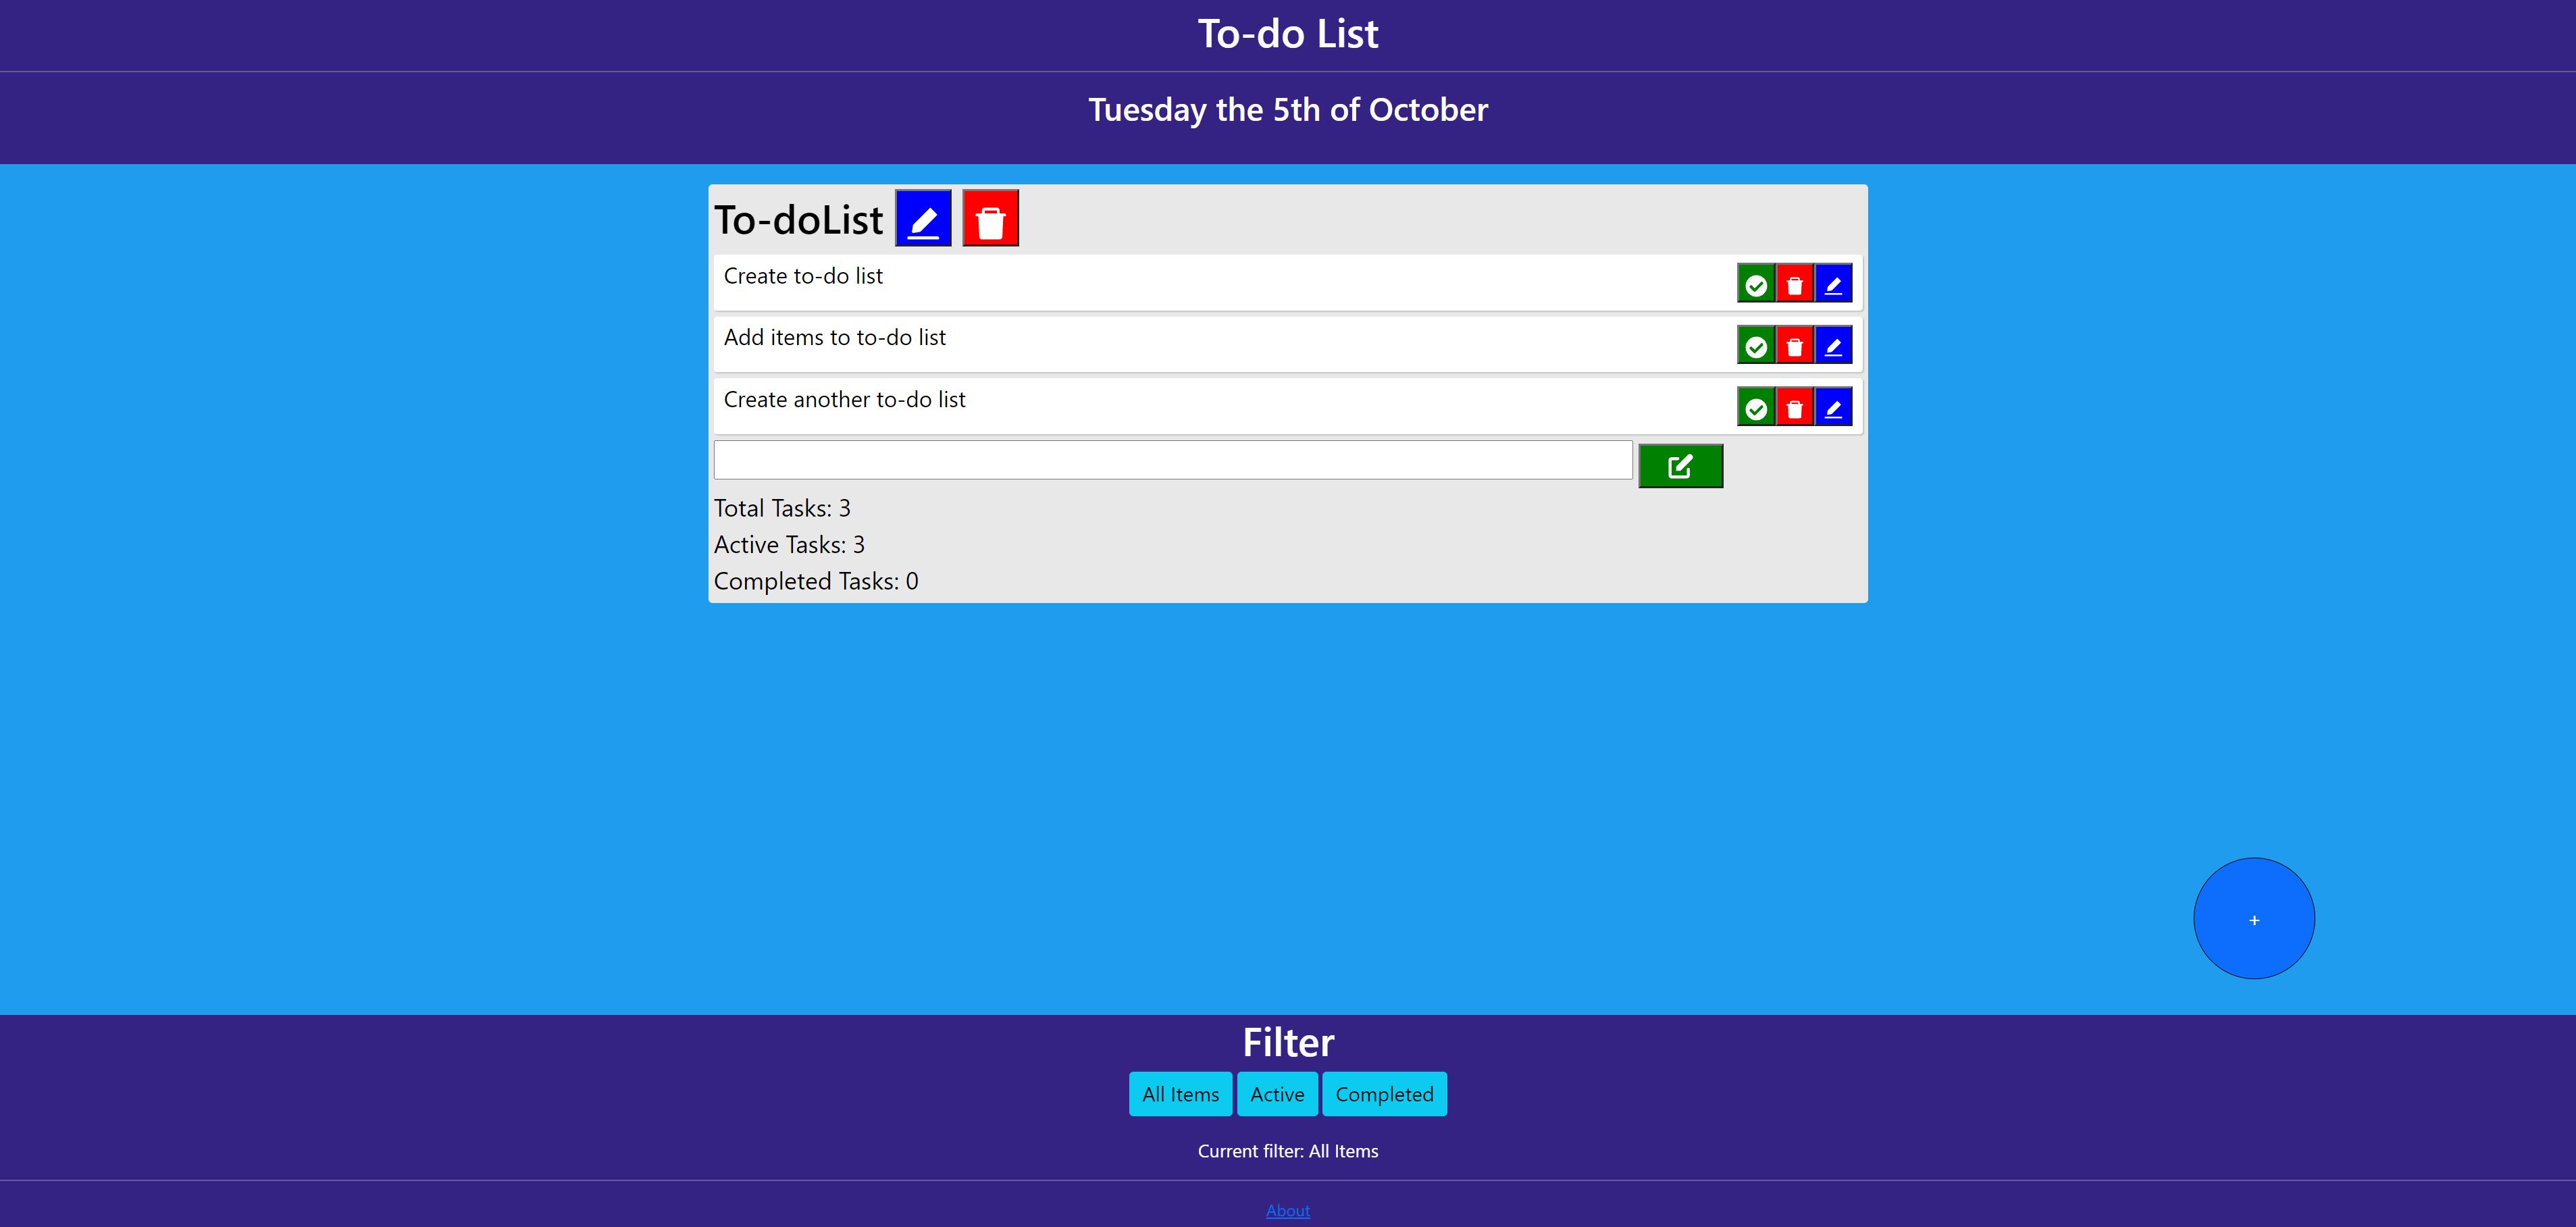 To-do List
Tuesday the 5th of October
To-doList
Create to-do list
Add items to to-do list
Create another to-do list
Total Tasks: 3
Active Tasks: 3
Completed Tasks: 0
+
Filter
All Items Active Completed
Current filter: All Items
About